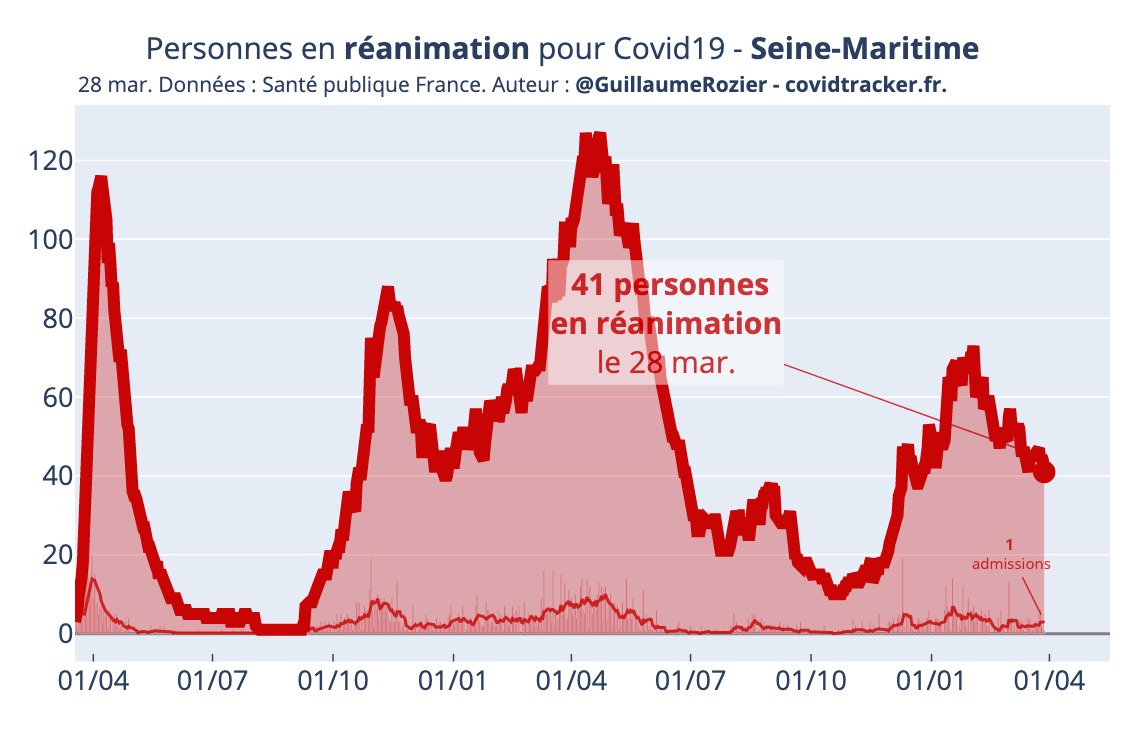 Personnes en réanimation pour Covid19 - Seine-Maritime
28 mar. Données : Santé publique France. Auteur : @GuillaumeRozier - covidtracker.fr.
120
100
80
60
40
20
0
41 personnes
en réanimation
le 28 mar.
1
admissions
01/04 01/07 01/10 01/01 01/04 01/07 01/10 01/01 01/04